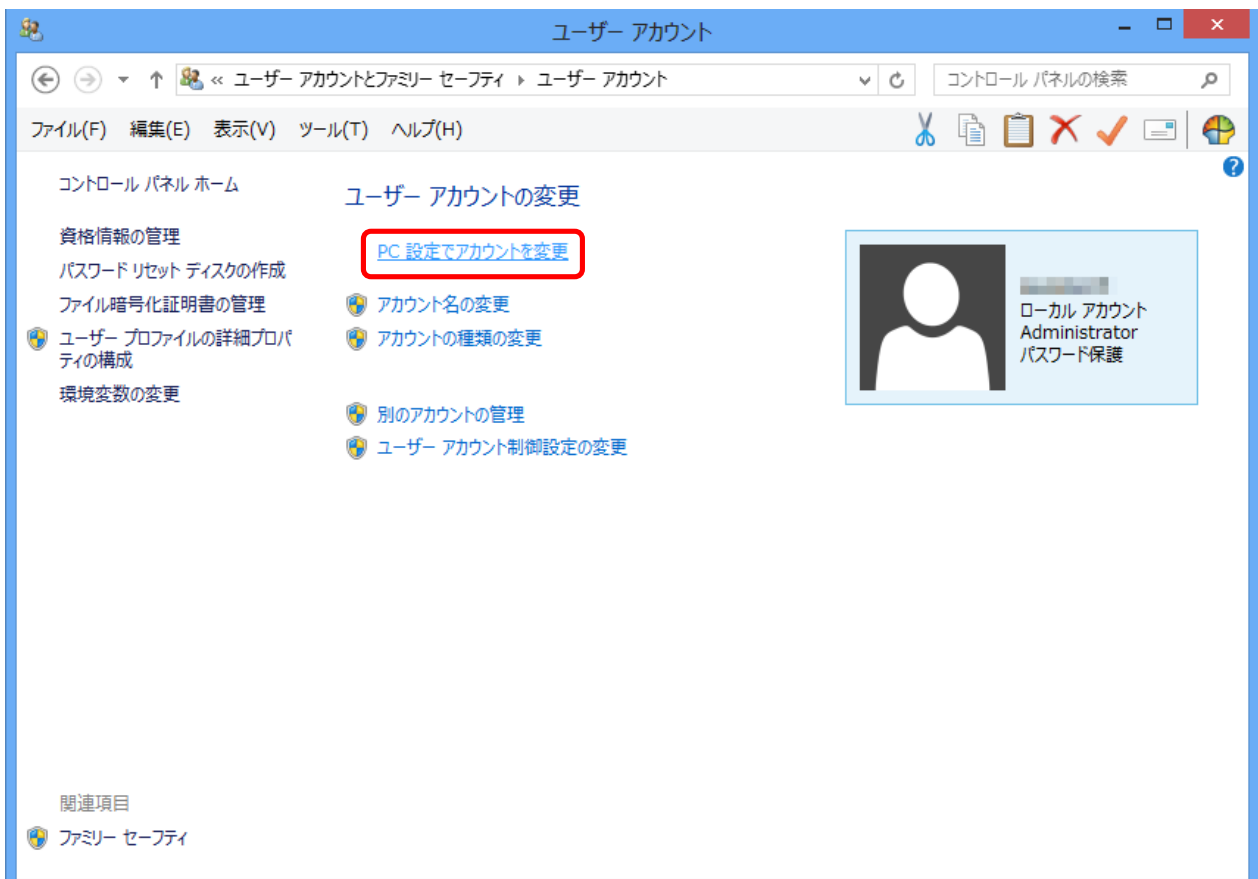 ユーザー アカウント
« ユーザー アカウントとファミリー セーフティ ▸ ユーザー アカウント
コントロール パネルの検索
ファイル(F) 編集(E) 表示(V) ツール(T) ヘルプ(H)
コントロール パネル ホーム
資格情報の管理
パスワード リセット ディスクの作成
ファイル暗号化証明書の管理
ユーザー プロファイルの詳細プロパ
ティの構成
環境変数の変更
ユーザー アカウントの変更
PC 設定でアカウントを変更
アカウント名の変更
アカウントの種類の変更
別のアカウントの管理
ユーザー アカウント制御設定の変更
ローカル アカウント
Administrator
パスワード保護
関連項目
ファミリー セーフティ